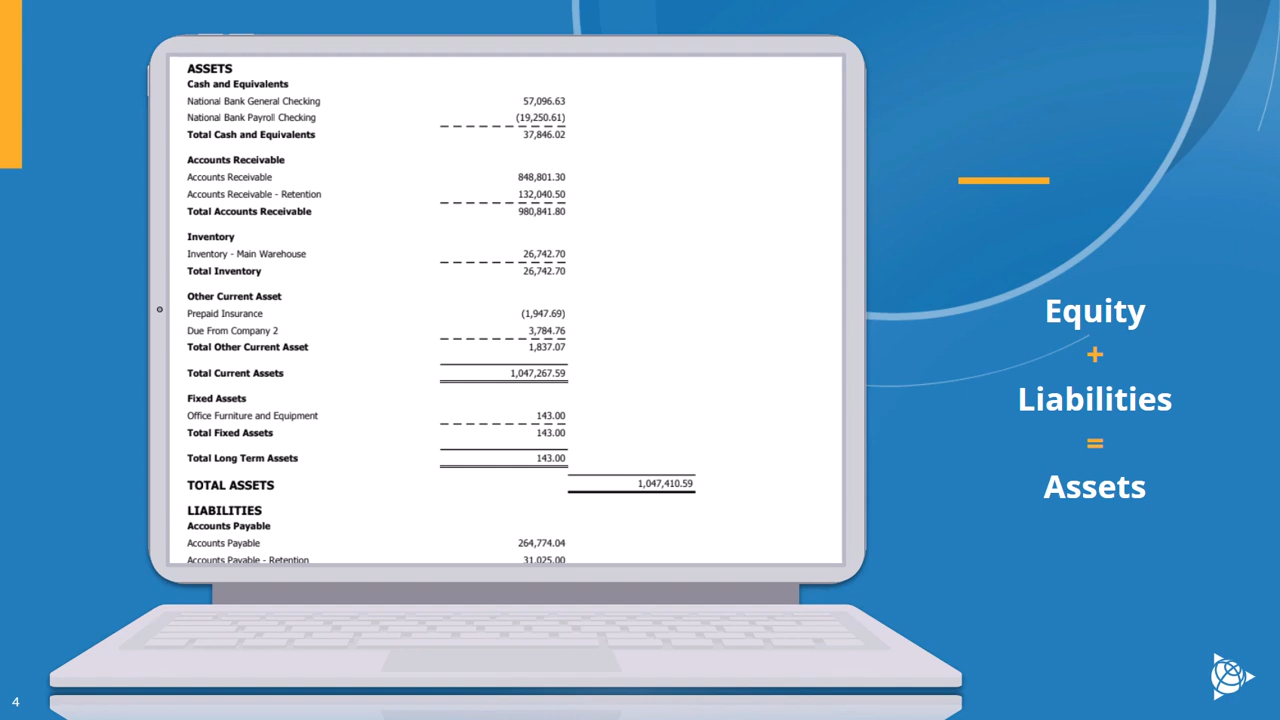 ASSETS
Cash and Equivalents
National Bank General Checking 57,096.63
National Bank Payroll Checking (19,250.61)
Total Cash and Equivalents 37,846.02
Accounts Receivable
Accounts Receivable 848,801.30
Accounts Receivable - Retention 132,040.50
Total Accounts Receivable 980,841.80
Inventory
Inventory - Main Warehouse 26,742.70
Total Inventory 26,742.70
Other Current Asset
Prepaid Insurance (1,947.69)
Due From Company 2 3,784.76
Total Other Current Asset 1,837.07
Total Current Assets 1,047,267.59
Fixed Assets
Office Furniture and Equipment 143.00
Total Fixed Assets 143.00
Total Long Term Assets 143.00
TOTAL ASSETS 1,047,410.59
LIABILITIES
Accounts Payable
Accounts Payable 264,774.04
Accounts Payable - Retention 31,025.00
Equity
+
Liabilities
=
Assets
4